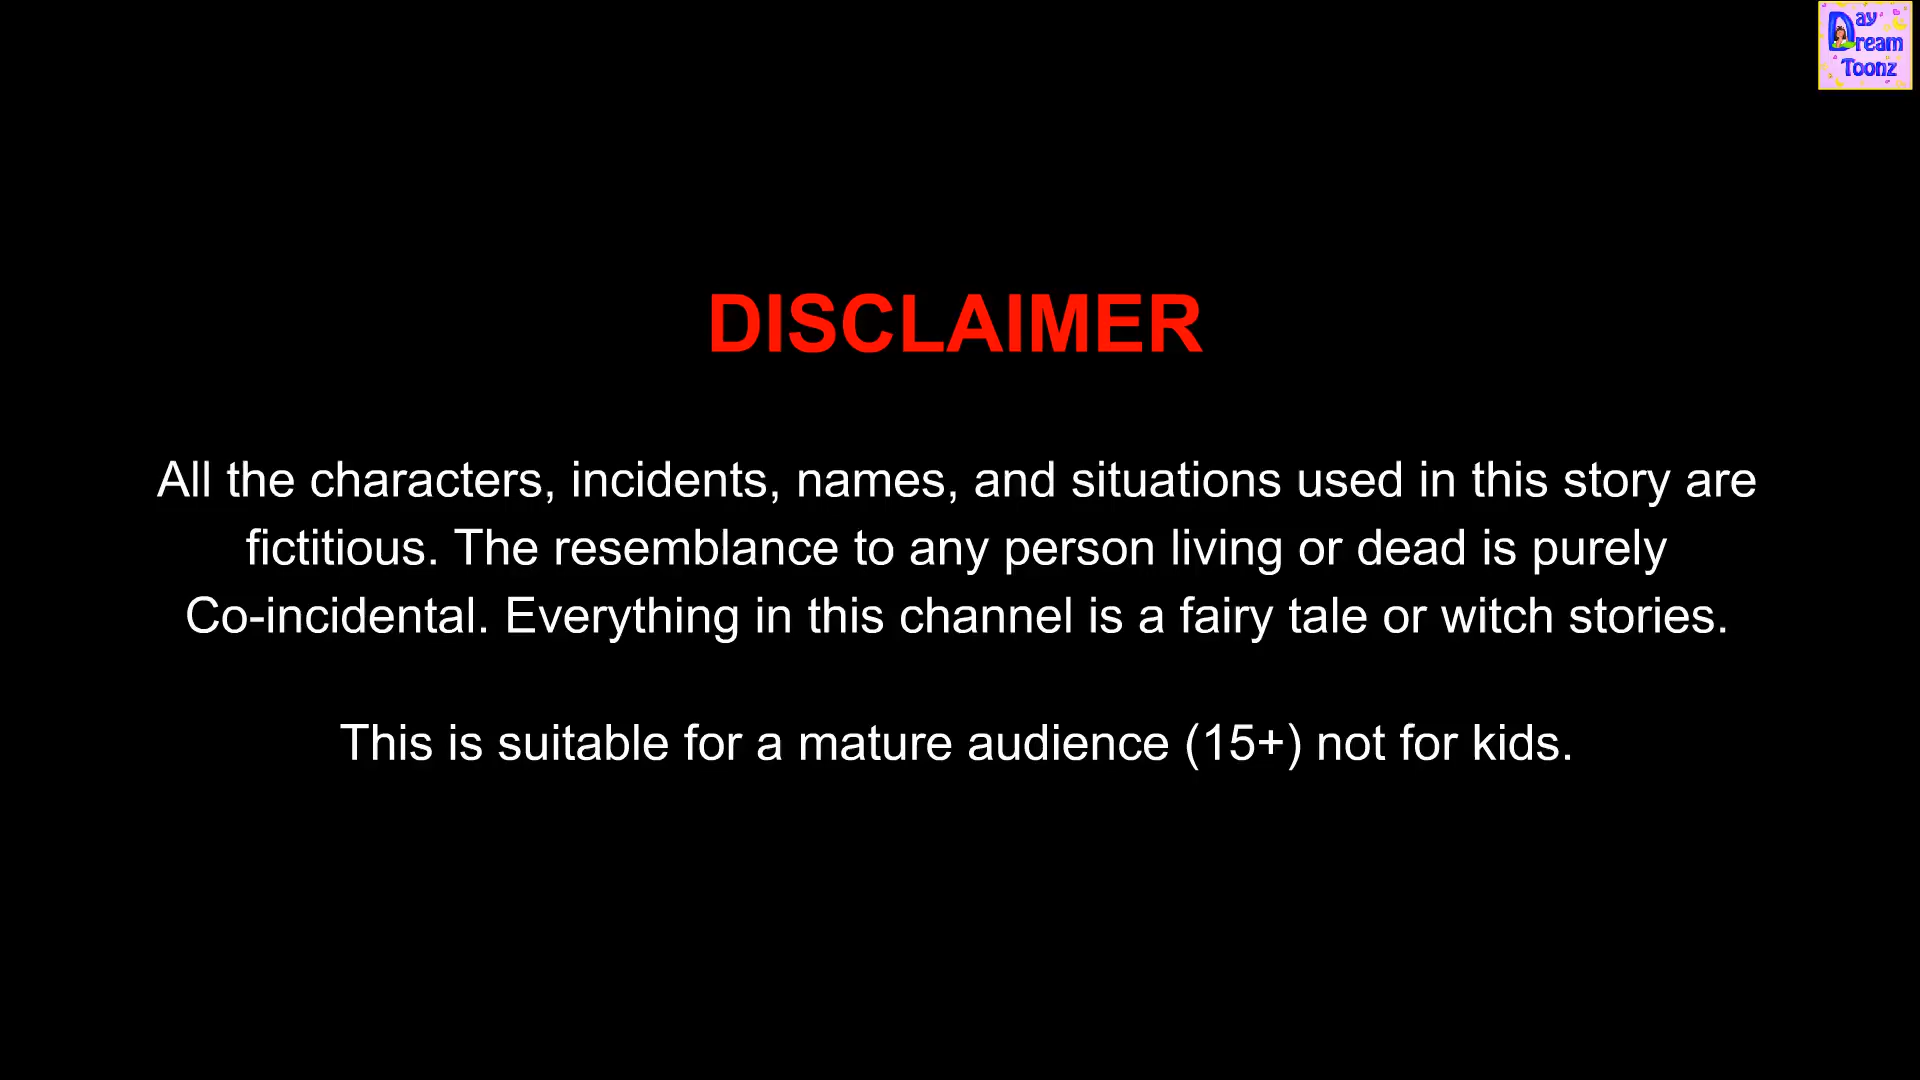 Day
Dream
Toonz
DISCLAIMER
All the characters, incidents, names, and situations used in this story are
fictitious. The resemblance to any person living or dead is purely
Co-incidental. Everything in this channel is a fairy tale or witch stories.
This is suitable for a mature audience (15+) not for kids.